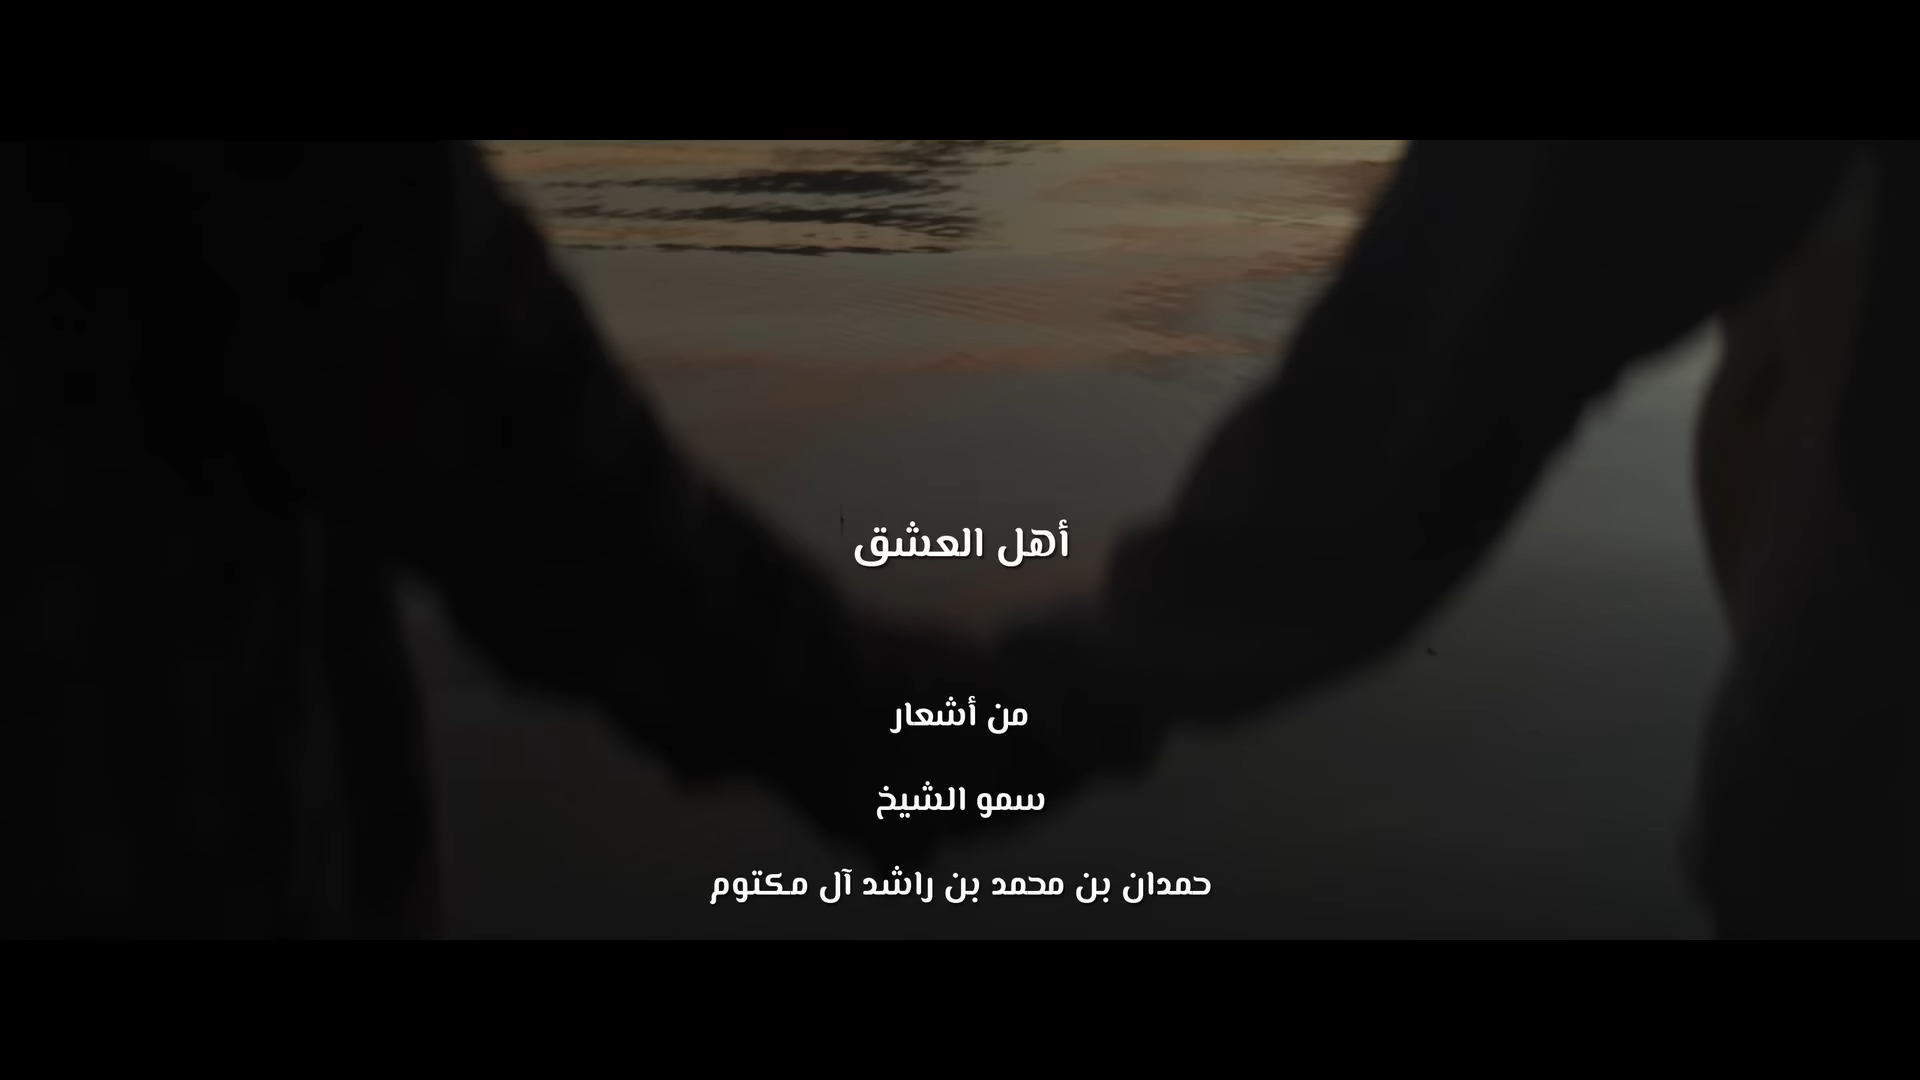 أهل العشق
من أشعار
سمو الشيخ
حمدان بن محمد بن راشد آل مكتوم